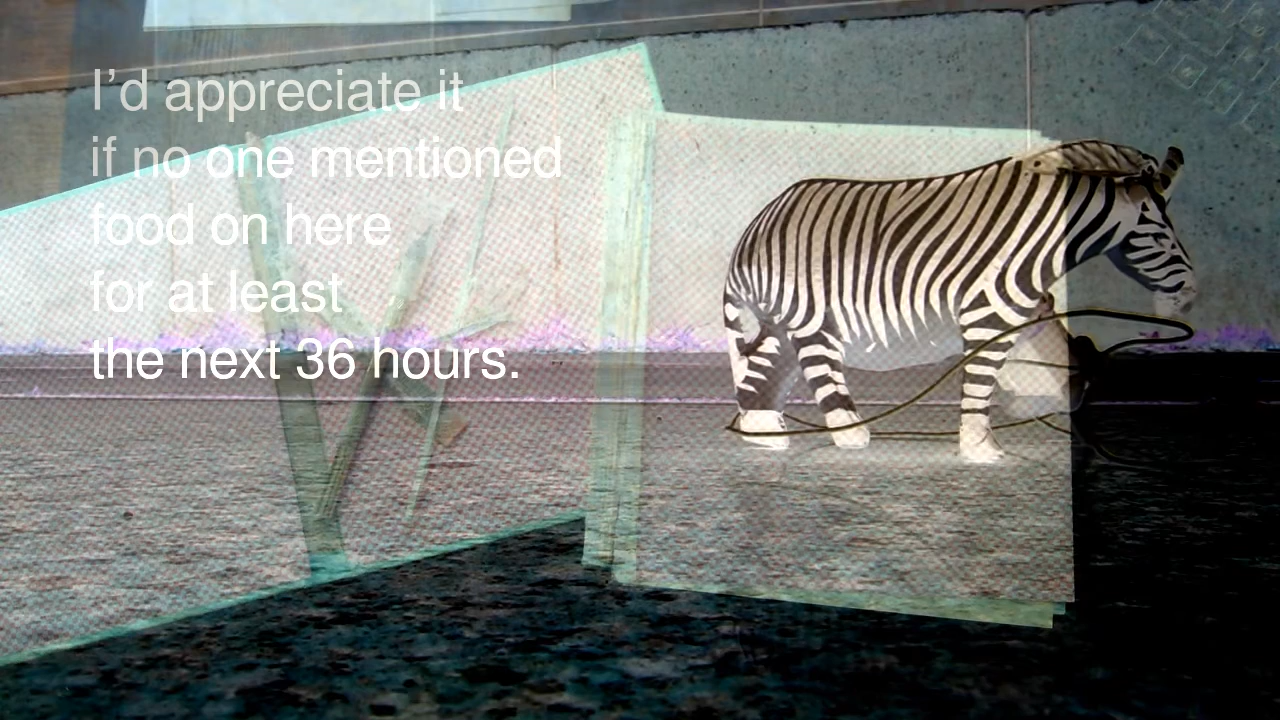 I’d appreciate it
if no one mentioned
food on here
for at least
the next 36 hours.